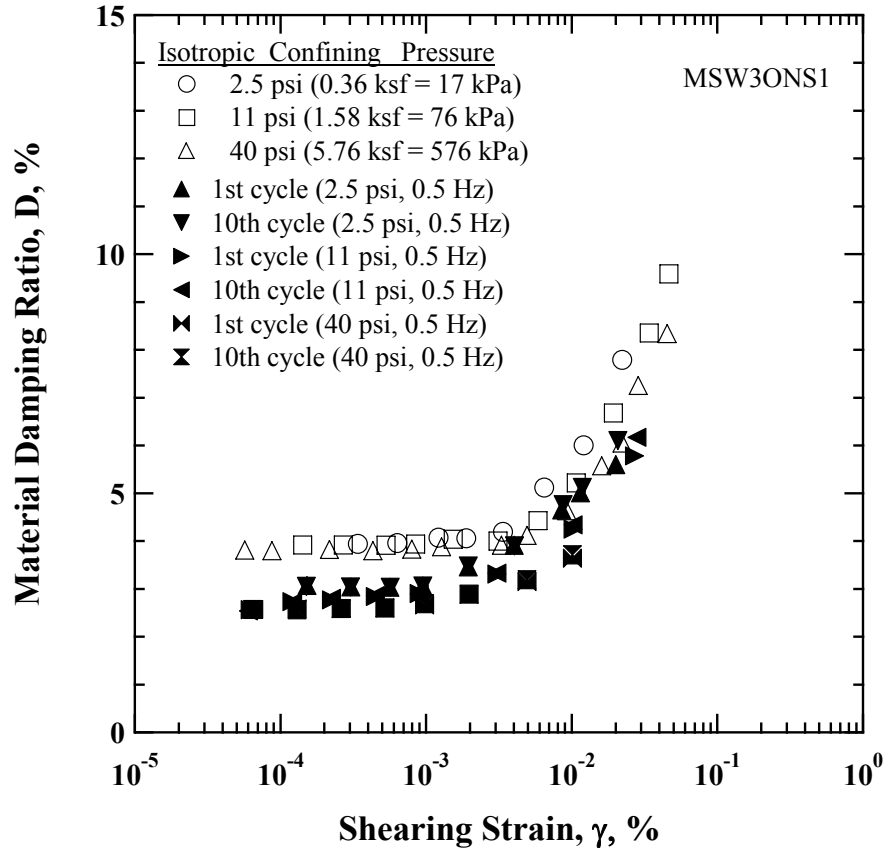 15
Isotropic Confining Pressure
2.5 psi (0.36 ksf = 17 kPa)
MSW3ONS1
11 psi (1.58 ksf = 76 kPa)
40 psi (5.76 ksf = 576 kPa)
1st cycle (2.5 psi, 0.5 Hz)
10th cycle (2.5 psi, 0.5 Hz)
1st cycle (11 psi, 0.5 Hz)
10th cycle (11 psi, 0.5 Hz)
1st cycle (40 psi, 0.5 Hz)
10th cycle (40 psi, 0.5 Hz)
10
5
0
Material Damping Ratio, D, %
10⁻⁵ 10⁻⁴ 10⁻³ 10⁻² 10⁻¹ 10⁰
Shearing Strain, γ, %